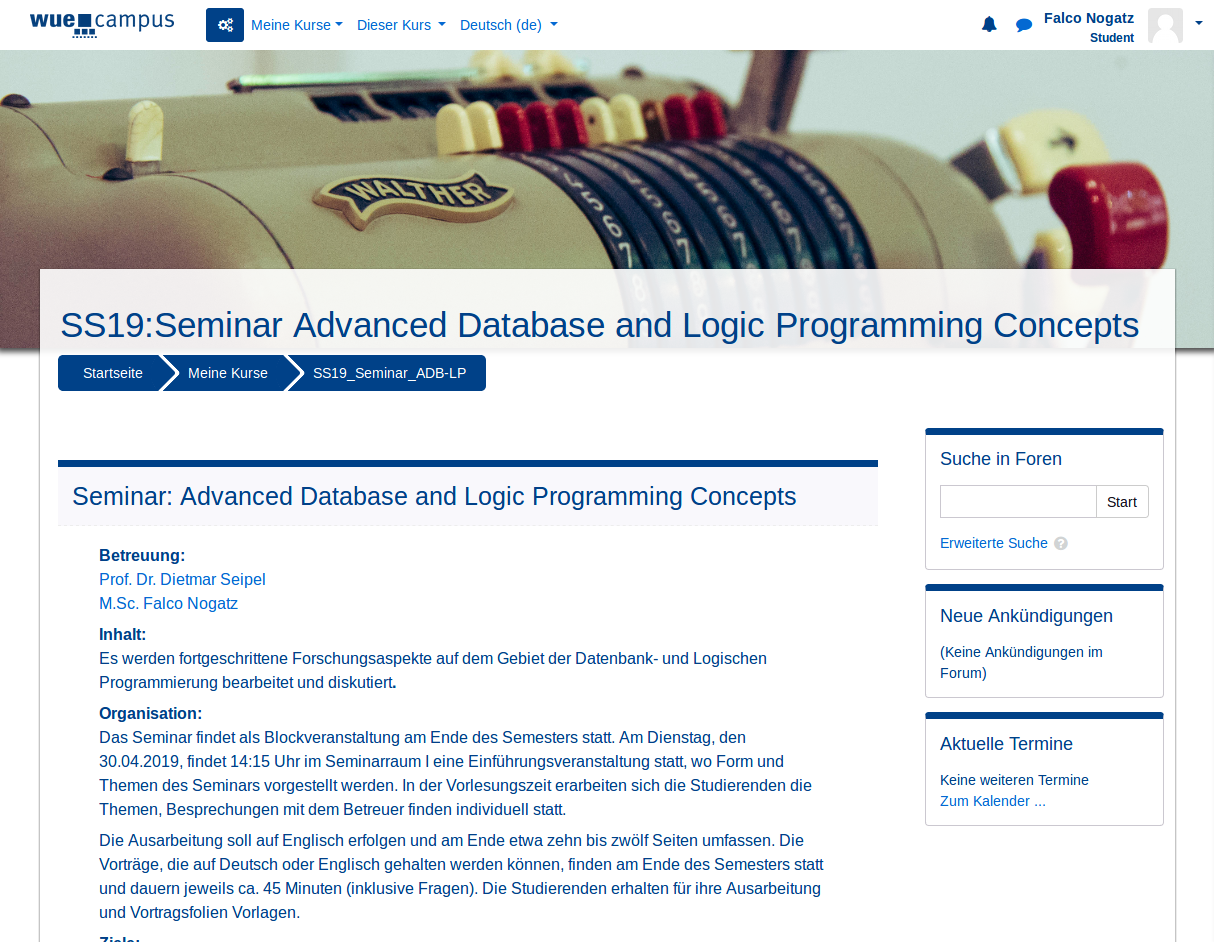 wuecampus
Meine Kurse
Dieser Kurs
Deutsch (de)
Falco Nogatz
Student
WALTHER
SS19:Seminar Advanced Database and Logic Programming Concepts
Startseite
Meine Kurse
SS19_Seminar_ADB-LP
Seminar: Advanced Database and Logic Programming Concepts
Betreuung:
Prof. Dr. Dietmar Seipel
M.Sc. Falco Nogatz
Inhalt:
Es werden fortgeschrittene Forschungsaspekte auf dem Gebiet der Datenbank- und Logischen
Programmierung bearbeitet und diskutiert.
Organisation:
Das Seminar findet als Blockveranstaltung am Ende des Semesters statt. Am Dienstag, den
30.04.2019, findet 14:15 Uhr im Seminarraum I eine Einführungsveranstaltung statt, wo Form und
Themen des Seminars vorgestellt werden. In der Vorlesungszeit erarbeiten sich die Studierenden die
Themen, Besprechungen mit dem Betreuer finden individuell statt.
Die Ausarbeitung soll auf Englisch erfolgen und am Ende etwa zehn bis zwölf Seiten umfassen. Die
Vorträge, die auf Deutsch oder Englisch gehalten werden können, finden am Ende des Semesters statt
und dauern jeweils ca. 45 Minuten (inklusive Fragen). Die Studierenden erhalten für ihre Ausarbeitung
und Vortragsfolien Vorlagen.
Ziele:
Suche in Foren
Start
Erweiterte Suche
Neue Ankündigungen
(Keine Ankündigungen im
Forum)
Aktuelle Termine
Keine weiteren Termine
Zum Kalender ...